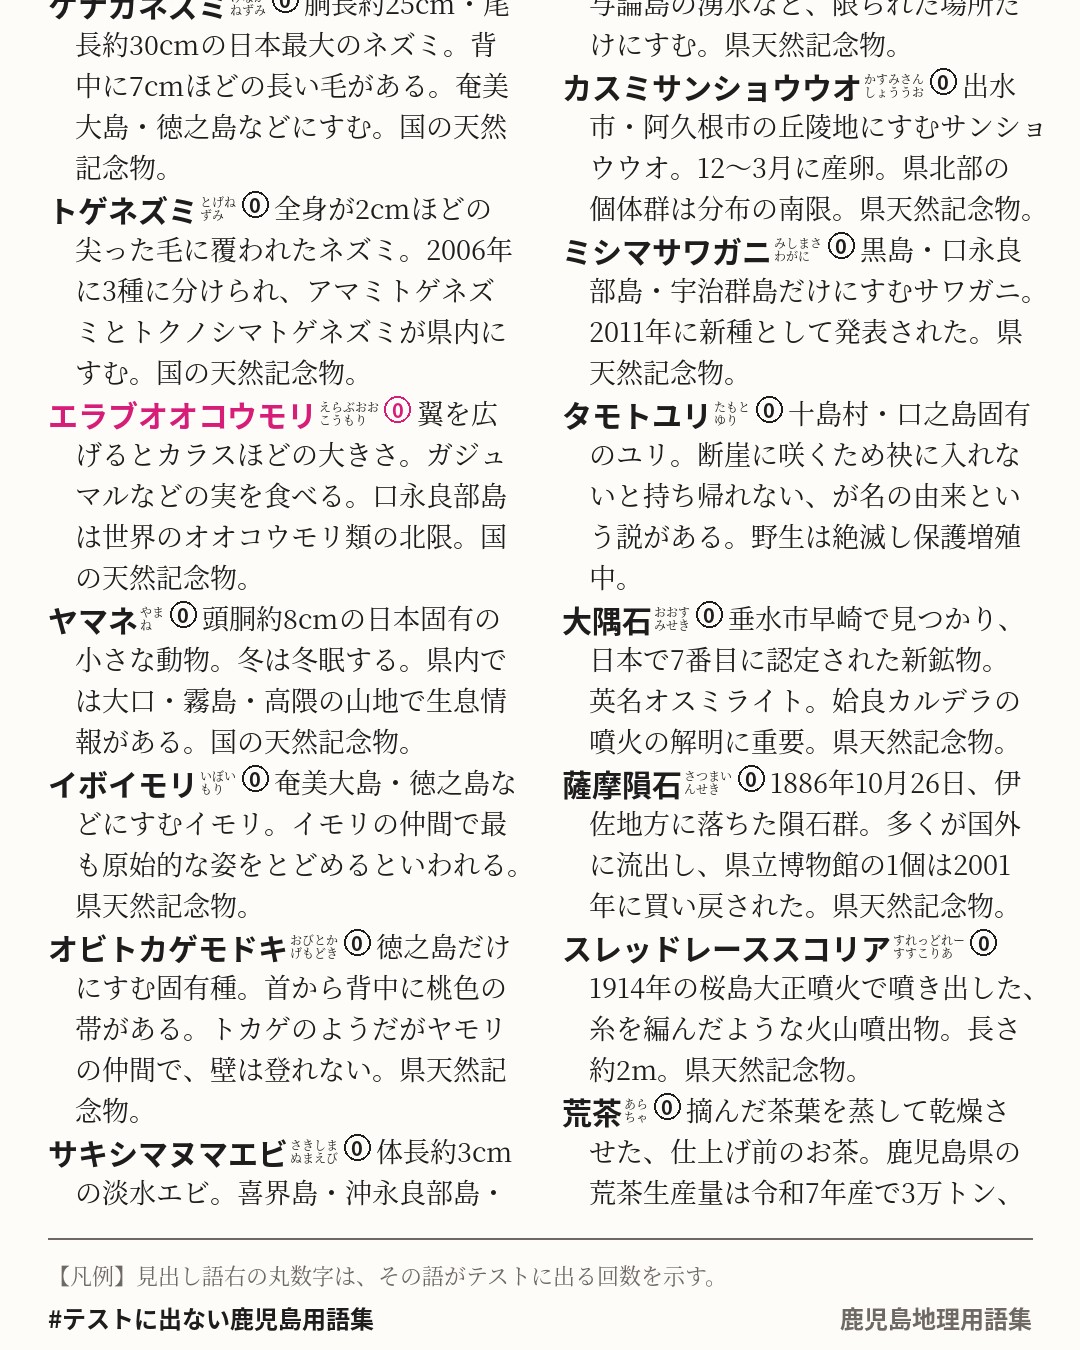 ケナガネズミ ねずみ 0 胴長約25cm・尾
長約30cmの日本最大のネズミ。背
中に7cmほどの長い毛がある。奄美
大島・徳之島などにすむ。国の天然
記念物。
トゲネズミ とげねずみ 0 全身が2cmほどの
尖った毛に覆われたネズミ。2006年
に3種に分けられ、アマミトゲネズ
ミとトクノシマトゲネズミが県内に
すむ。国の天然記念物。
エラブオオコウモリ えらぶおおこうもり 0 翼を広
げるとカラスほどの大きさ。ガジュ
マルなどの実を食べる。口永良部島
は世界のオオコウモリ類の北限。国
の天然記念物。
ヤマネ やまね 0 頭胴約8cmの日本固有の
小さな動物。冬は冬眠する。県内で
は大口・霧島・高隈の山地で生息情
報がある。国の天然記念物。
イボイモリ いぼいもり 0 奄美大島・徳之島な
どにすむイモリ。イモリの仲間で最
も原始的な姿をとどめるといわれる。
県天然記念物。
オビトカゲモドキ おびとかげもどき 0 徳之島だけ
にすむ固有種。首から背中に桃色の
帯がある。トカゲのようだがヤモリ
の仲間で、壁は登れない。県天然記
念物。
サキシマヌマエビ さきしまぬまえび 0 体長約3cm
の淡水エビ。喜界島・沖永良部島・
与論島の湧水など、限られた場所だ
けにすむ。県天然記念物。
カスミサンショウウオ かすみさんしょううお 0 出水
市・阿久根市の丘陵地にすむサンショ
ウウオ。12〜3月に産卵。県北部の
個体群は分布の南限。県天然記念物。
ミシマサワガニ みしまさわがに 0 黒島・口永良
部島・宇治群島だけにすむサワガニ。
2011年に新種として発表された。県
天然記念物。
タモトユリ たもとゆり 0 十島村・口之島固有
のユリ。断崖に咲くため袂に入れな
いと持ち帰れない、が名の由来とい
う説がある。野生は絶滅し保護増殖
中。
大隅石 おおすみせき 0 垂水市早崎で見つかり、
日本で7番目に認定された新鉱物。
英名オスミライト。姶良カルデラの
噴火の解明に重要。県天然記念物。
薩摩隕石 さつまいんせき 0 1886年10月26日、伊
佐地方に落ちた隕石群。多くが国外
に流出し、県立博物館の1個は2001
年に買い戻された。県天然記念物。
スレッドレーススコリア すれっどれーすすこりあ 0
1914年の桜島大正噴火で噴き出した、
糸を編んだような火山噴出物。長さ
約2m。県天然記念物。
荒茶 あらちゃ 0 摘んだ茶葉を蒸して乾燥さ
せた、仕上げ前のお茶。鹿児島県の
荒茶生産量は令和7年産で3万トン、
【凡例】見出し語右の丸数字は、その語がテストに出る回数を示す。
#テストに出ない鹿児島用語集
鹿児島地理用語集